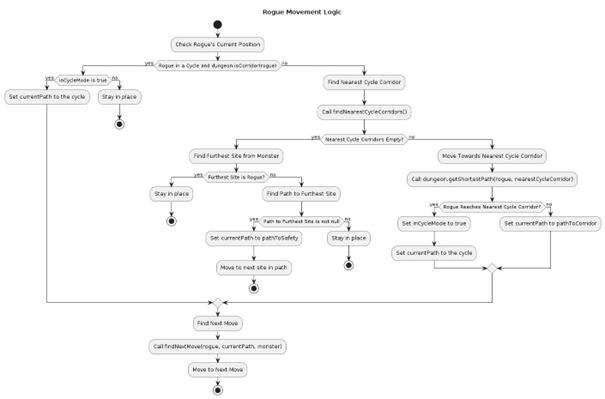 Rogue Movement Logic
Check Rogue's Current Position
yes
Rogue in a Cycle and dungeon.isCorridor(rogue)
no
yes
inCycleMode is true
no
Set currentPath to the cycle
Stay in place
Find Nearest Cycle Corridor
Call findNearestCycleCorridors()
yes
Nearest Cycle Corridors Empty?
no
Find Furthest Site from Monster
yes
Furthest Site is Rogue?
no
Stay in place
Find Path to Furthest Site
yes
Path to Furthest Site is not null
no
Set currentPath to pathToSafety
Stay in place
Move to next site in path
Move Towards Nearest Cycle Corridor
Call dungeon.getShortestPath(rogue, nearestCycleCorridor)
yes
Rogue Reaches Nearest Cycle Corridor?
no
Set inCycleMode to true
Set currentPath to pathToCorridor
Set currentPath to the cycle
Find Next Move
Call findNextMove(rogue, currentPath, monster)
Move to Next Move